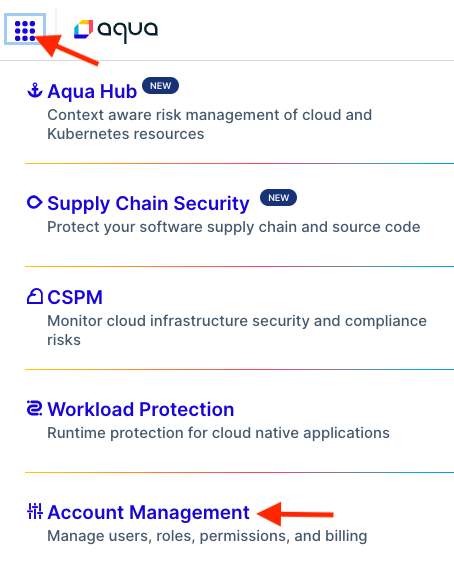 aqua
Aqua Hub NEW
Context aware risk management of cloud and
Kubernetes resources
Supply Chain Security NEW
Protect your software supply chain and source code
CSPM
Monitor cloud infrastructure security and compliance
risks
Workload Protection
Runtime protection for cloud native applications
Account Management
Manage users, roles, permissions, and billing